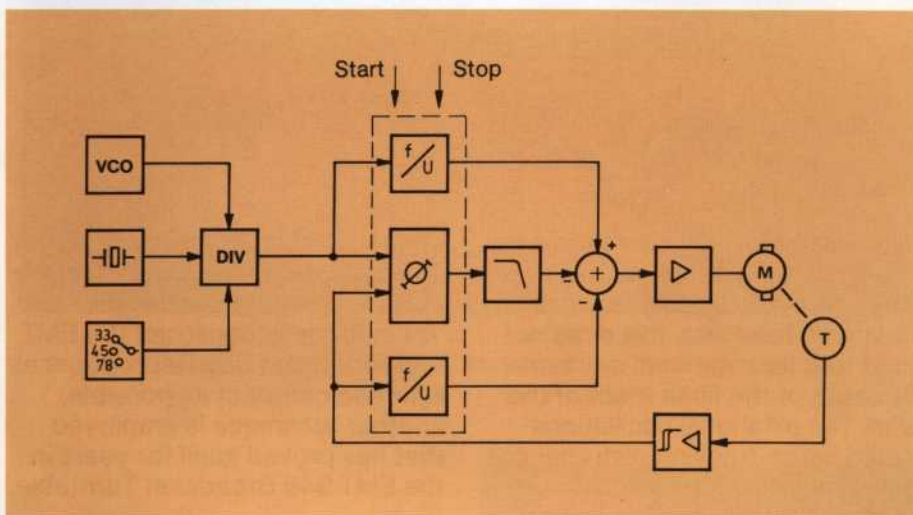 Start Stop
VCO
f/U
+
DIV
33
45
78
-
+
-
M
T
f/U